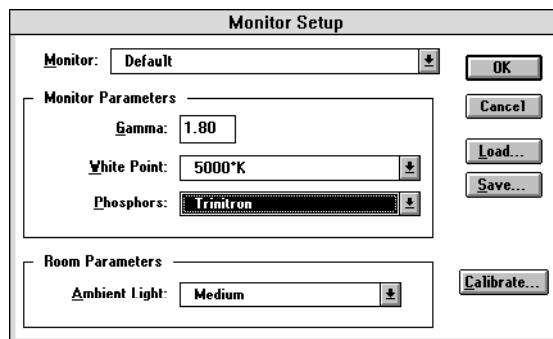 Monitor Setup
Monitor: Default
OK
Monitor Parameters
Cancel
Gamma: 1.80
Load...
White Point: 5000°K
Save...
Phosphors: Trinitron
Room Parameters
Ambient Light: Medium
Calibrate...